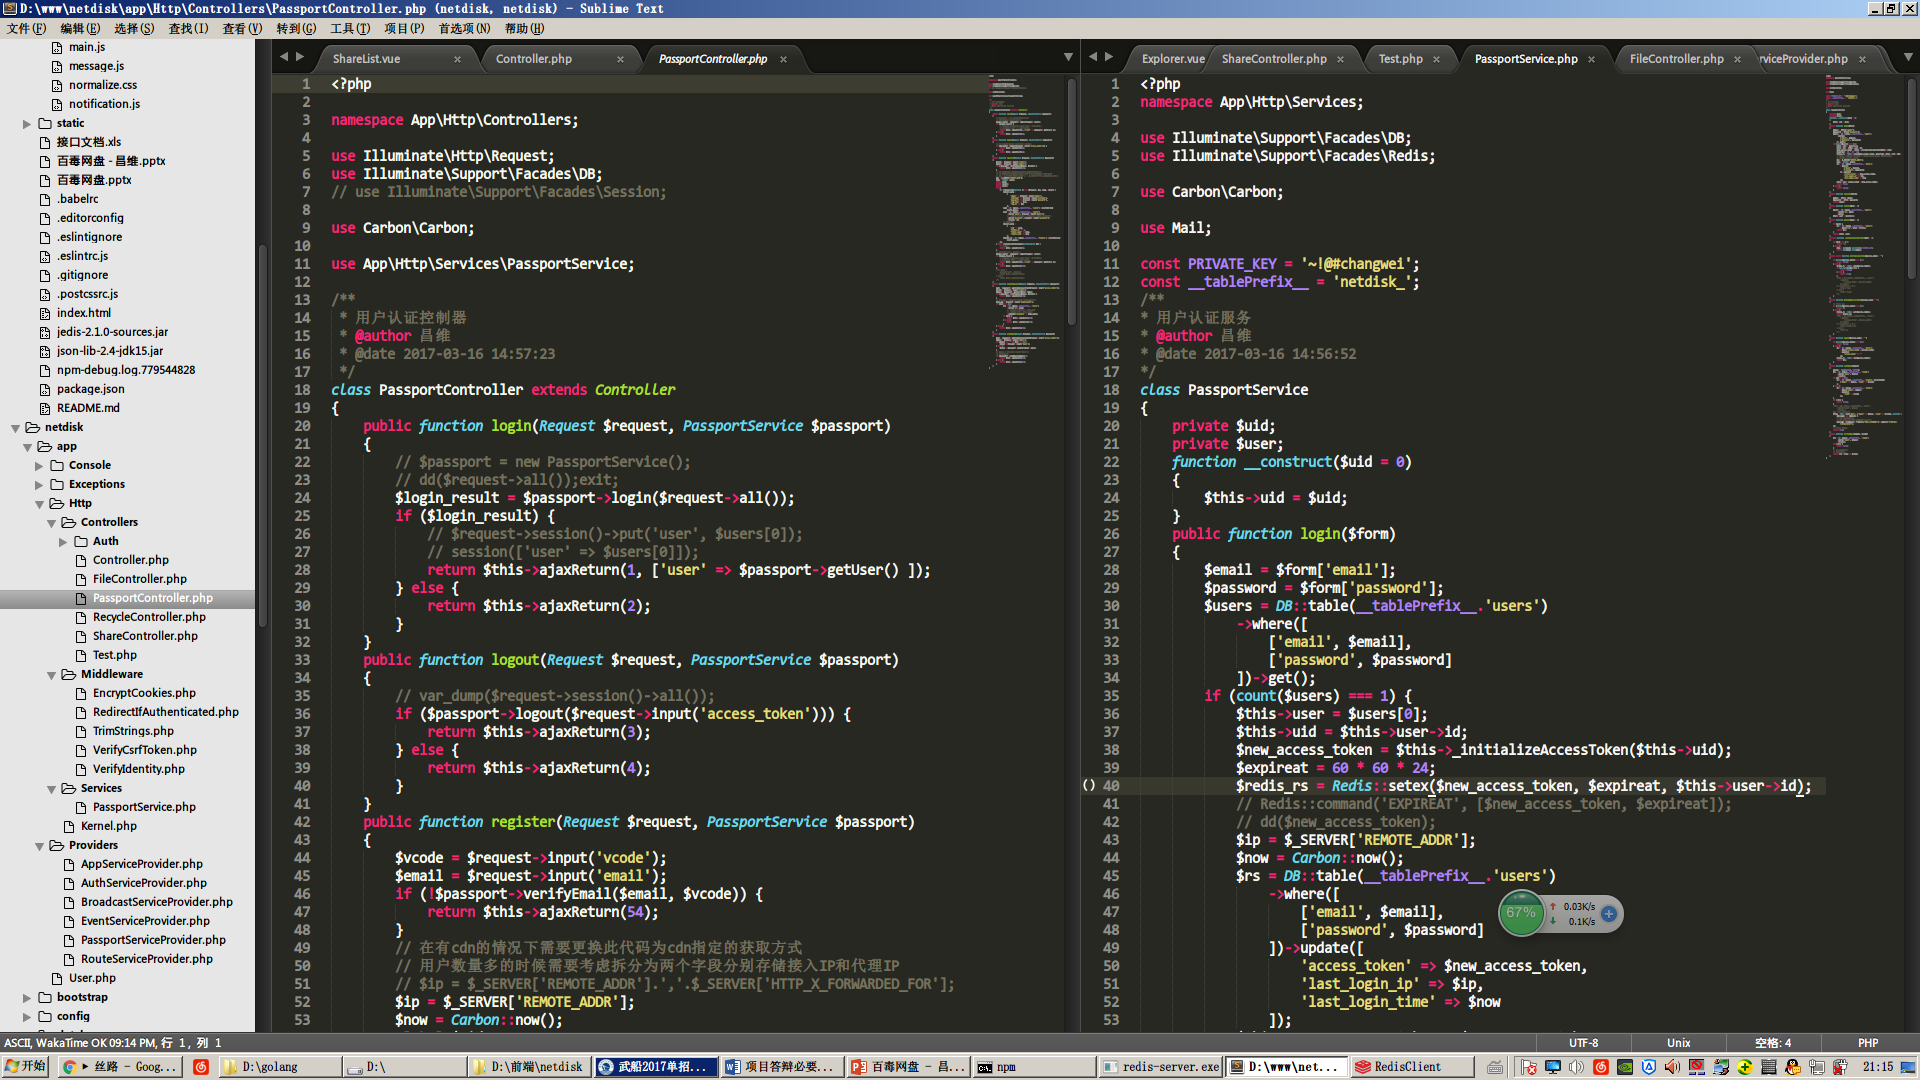 D:\www\netdisk\app\Http\Controllers\PassportController.php (netdisk, netdisk) - Sublime Text
文件(F) 编辑(E) 选择(S) 查找(I) 查看(V) 转到(G) 工具(T) 项目(P) 首选项(N) 帮助(H)
main.js
message.js
normalize.css
notification.js
static
接口文档.xls
百毒网盘 - 昌维.pptx
百毒网盘.pptx
.babelrc
.editorconfig
.eslintignore
.eslintrc.js
.gitignore
.postcssrc.js
index.html
jedis-2.1.0-sources.jar
json-lib-2.4-jdk15.jar
npm-debug.log.779544828
package.json
README.md
netdisk
app
Console
Exceptions
Http
Controllers
Auth
Controller.php
FileController.php
PassportController.php
RecycleController.php
ShareController.php
Test.php
Middleware
EncryptCookies.php
RedirectIfAuthenticated.php
TrimStrings.php
VerifyCsrfToken.php
VerifyIdentity.php
Services
PassportService.php
Kernel.php
Providers
AppServiceProvider.php
AuthServiceProvider.php
BroadcastServiceProvider.php
EventServiceProvider.php
PassportServiceProvider.php
RouteServiceProvider.php
User.php
bootstrap
config
ShareList.vue Controller.php PassportController.php
1 <?php
2
3 namespace App\Http\Controllers;
4
5 use Illuminate\Http\Request;
6 use Illuminate\Support\Facades\DB;
7 // use Illuminate\Support\Facades\Session;
8
9 use Carbon\Carbon;
10
11 use App\Http\Services\PassportService;
12
13 /**
14 * 用户认证控制器
15 * @author 昌维
16 * @date 2017-03-16 14:57:23
17 */
18 class PassportController extends Controller
19 {
20 public function login(Request $request, PassportService $passport)
21 {
22 // $passport = new PassportService();
23 // dd($request->all());exit;
24 $login_result = $passport->login($request->all());
25 if ($login_result) {
26 // $request->session()->put('user', $users[0]);
27 // session(['user' => $users[0]]);
28 return $this->ajaxReturn(1, ['user' => $passport->getUser() ]);
29 } else {
30 return $this->ajaxReturn(2);
31 }
32 }
33 public function logout(Request $request, PassportService $passport)
34 {
35 // var_dump($request->session()->all());
36 if ($passport->logout($request->input('access_token'))) {
37 return $this->ajaxReturn(3);
38 } else {
39 return $this->ajaxReturn(4);
40 }
41 }
42 public function register(Request $request, PassportService $passport)
43 {
44 $vcode = $request->input('vcode');
45 $email = $request->input('email');
46 if (!$passport->verifyEmail($email, $vcode)) {
47 return $this->ajaxReturn(54);
48 }
49 // 在有cdn的情况下需要更换此代码为cdn指定的获取方式
50 // 用户数量多的时候需要考虑拆分为两个字段分别存储接入IP和代理IP
51 // $ip = $_SERVER['REMOTE_ADDR'].','.$_SERVER['HTTP_X_FORWARDED_FOR'];
52 $ip = $_SERVER['REMOTE_ADDR'];
53 $now = Carbon::now();
Explorer.vue ShareController.php Test.php PassportService.php FileController.php rviceProvider.php
1 <?php
2 namespace App\Http\Services;
3
4 use Illuminate\Support\Facades\DB;
5 use Illuminate\Support\Facades\Redis;
6
7 use Carbon\Carbon;
8
9 use Mail;
10
11 const PRIVATE_KEY = '~!@#changwei';
12 const __tablePrefix__ = 'netdisk_';
13 /**
14 * 用户认证服务
15 * @author 昌维
16 * @date 2017-03-16 14:56:52
17 */
18 class PassportService
19 {
20 private $uid;
21 private $user;
22 function __construct($uid = 0)
23 {
24 $this->uid = $uid;
25 }
26 public function login($form)
27 {
28 $email = $form['email'];
29 $password = $form['password'];
30 $users = DB::table(__tablePrefix__.'users')
31 ->where([
32 ['email', $email],
33 ['password', $password]
34 ])->get();
35 if (count($users) === 1) {
36 $this->user = $users[0];
37 $this->uid = $this->user->id;
38 $new_access_token = $this->_initializeAccessToken($this->uid);
39 $expireat = 60 * 60 * 24;
() 40 $redis_rs = Redis::setex($new_access_token, $expireat, $this->user->id);
41 // Redis::command('EXPIREAT', [$new_access_token, $expireat]);
42 // dd($new_access_token);
43 $ip = $_SERVER['REMOTE_ADDR'];
44 $now = Carbon::now();
45 $rs = DB::table(__tablePrefix__.'users')
46 ->where([
47 ['email', $email],
48 ['password', $password]
49 ])->update([
50 'access_token' => $new_access_token,
51 'last_login_ip' => $ip,
52 'last_login_time' => $now
53 ]);
67% 0.03K/s
0.1K/s
ASCII, WakaTime OK 09:14 PM, 行 1, 列 1 UTF-8 Unix 空格: 4 PHP
开始 丝路 - Goog... D:\golang D:\ D:\前端\netdisk 武船2017单招... 项目答辩必要... 百毒网盘 - 昌... npm redis-server.exe D:\www\net... RedisClient 21:15